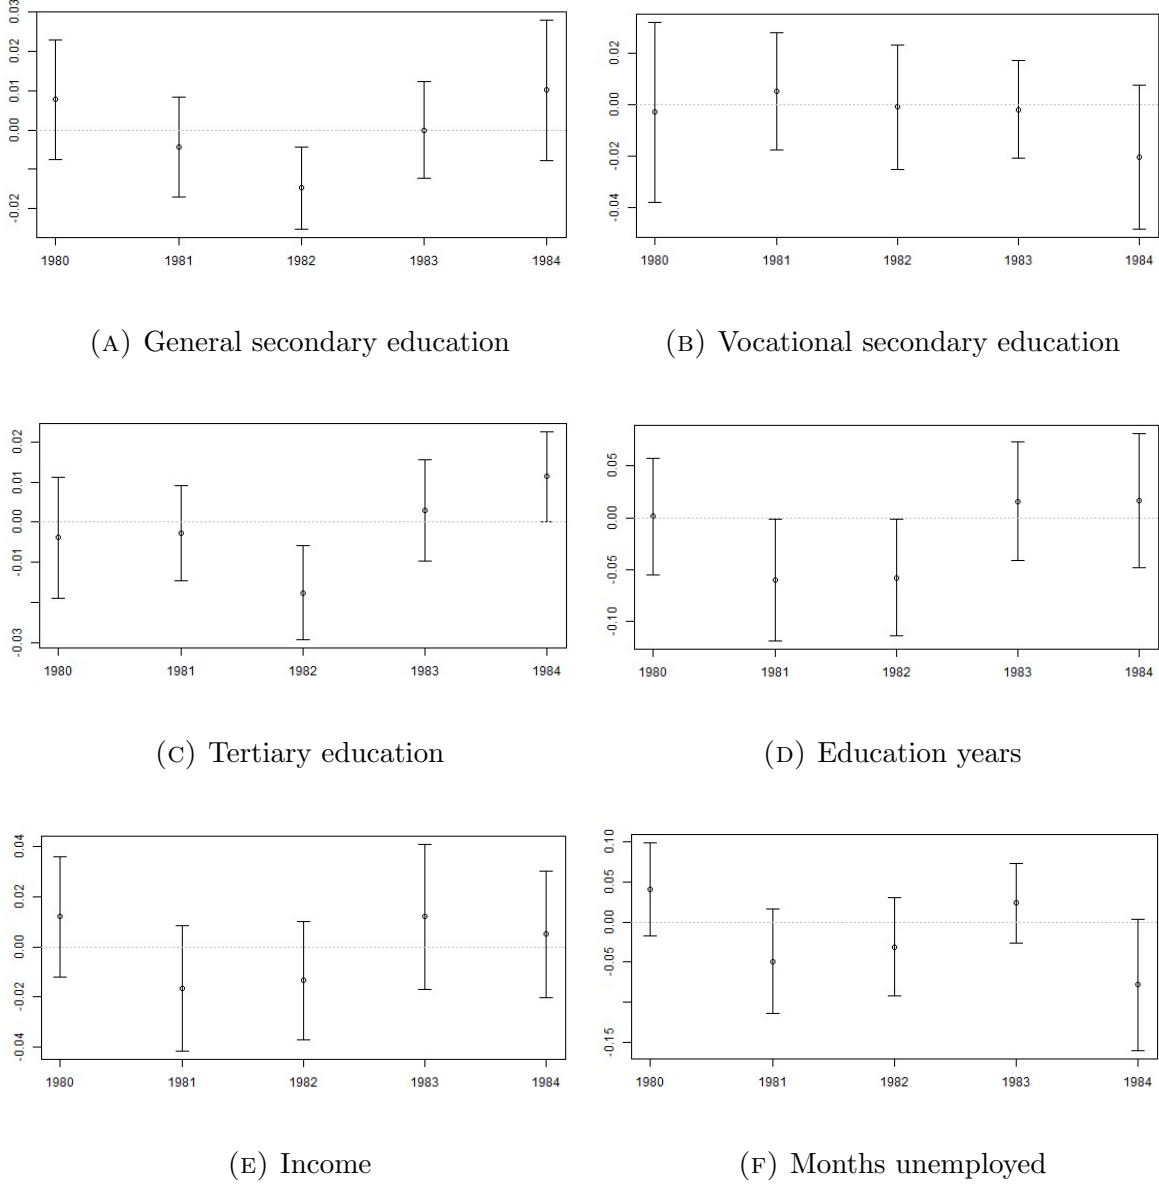 0.03
0.02
0.01
0.00
-0.02
1980 1981 1982 1983 1984
(A) General secondary education
0.02
0.00
-0.02
-0.04
1980 1981 1982 1983 1984
(B) Vocational secondary education
0.02
0.01
0.00
-0.01
-0.03
1980 1981 1982 1983 1984
(C) Tertiary education
0.05
0.00
-0.05
-0.10
1980 1981 1982 1983 1984
(D) Education years
0.04
0.02
0.00
-0.02
-0.04
1980 1981 1982 1983 1984
(E) Income
0.10
0.05
0.00
-0.05
-0.15
1980 1981 1982 1983 1984
(F) Months unemployed